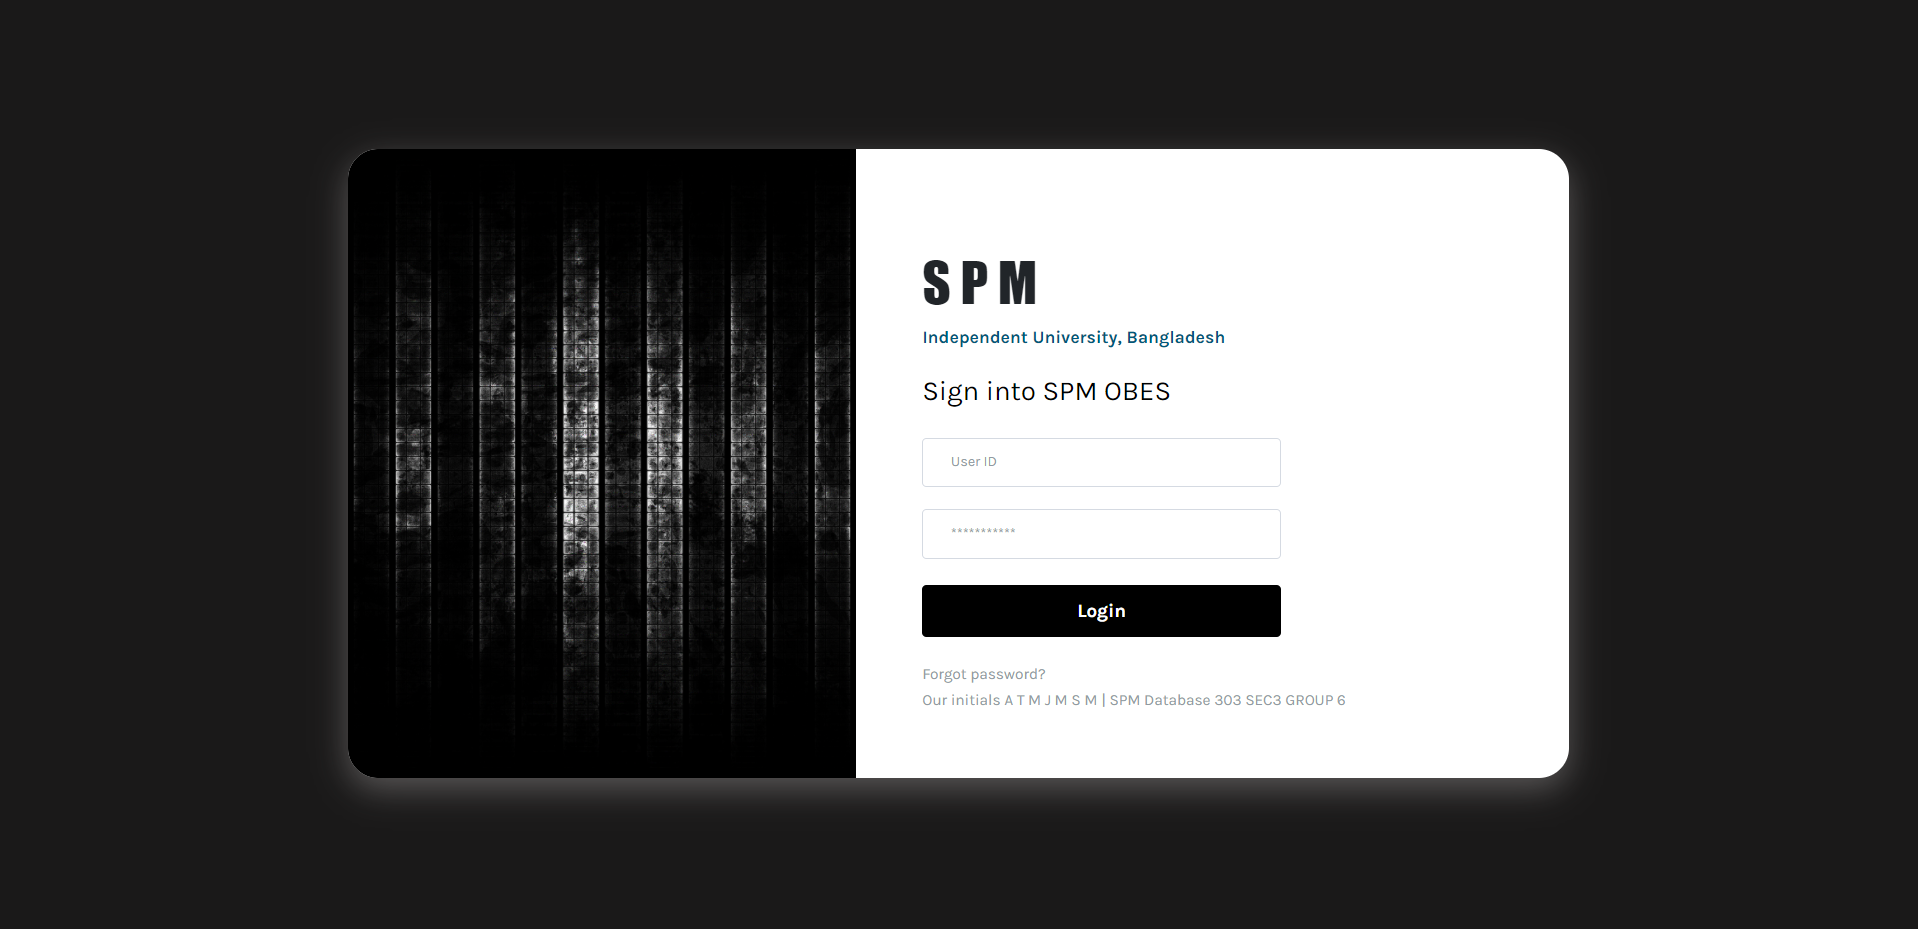 SPM
Independent University, Bangladesh
Sign into SPM OBES
User ID
***********
Login
Forgot password?
Our initials A T M J M S M | SPM Database 303 SEC3 GROUP 6